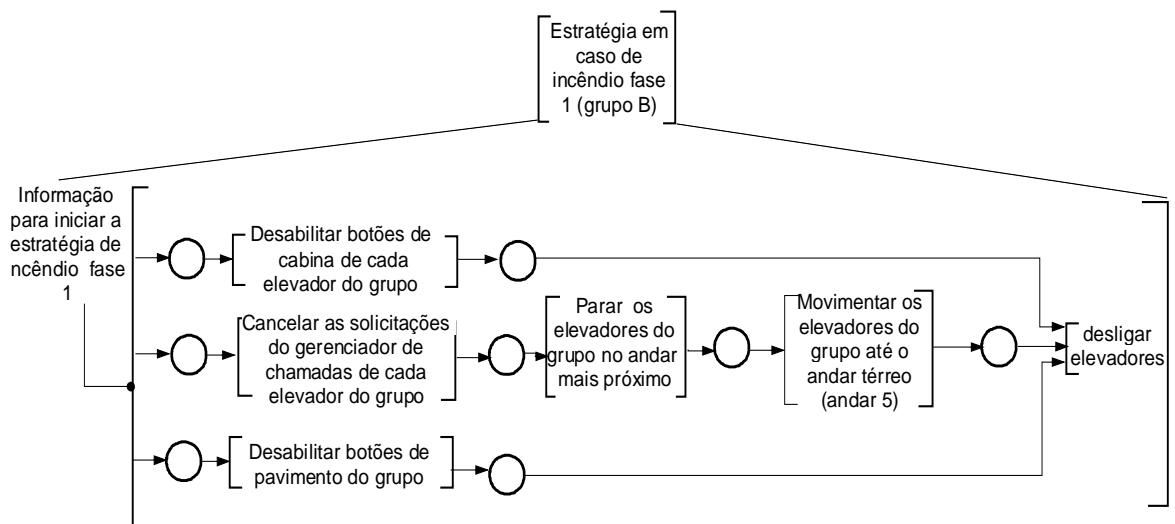 Estratégia em
caso de
incêndio fase
1 (grupo B)
Informação
para iniciar a
estratégia de
ncêndio fase
1
Desabilitar botões de
cabina de cada
elevador do grupo
Cancelar as solicitações
do gerenciador de
chamadas de cada
elevador do grupo
Parar os
elevadores do
grupo no andar
mais próximo
Movimentar os
elevadores do
grupo até o
andar térreo
(andar 5)
desligar
elevadores
Desabilitar botões de
pavimento do grupo